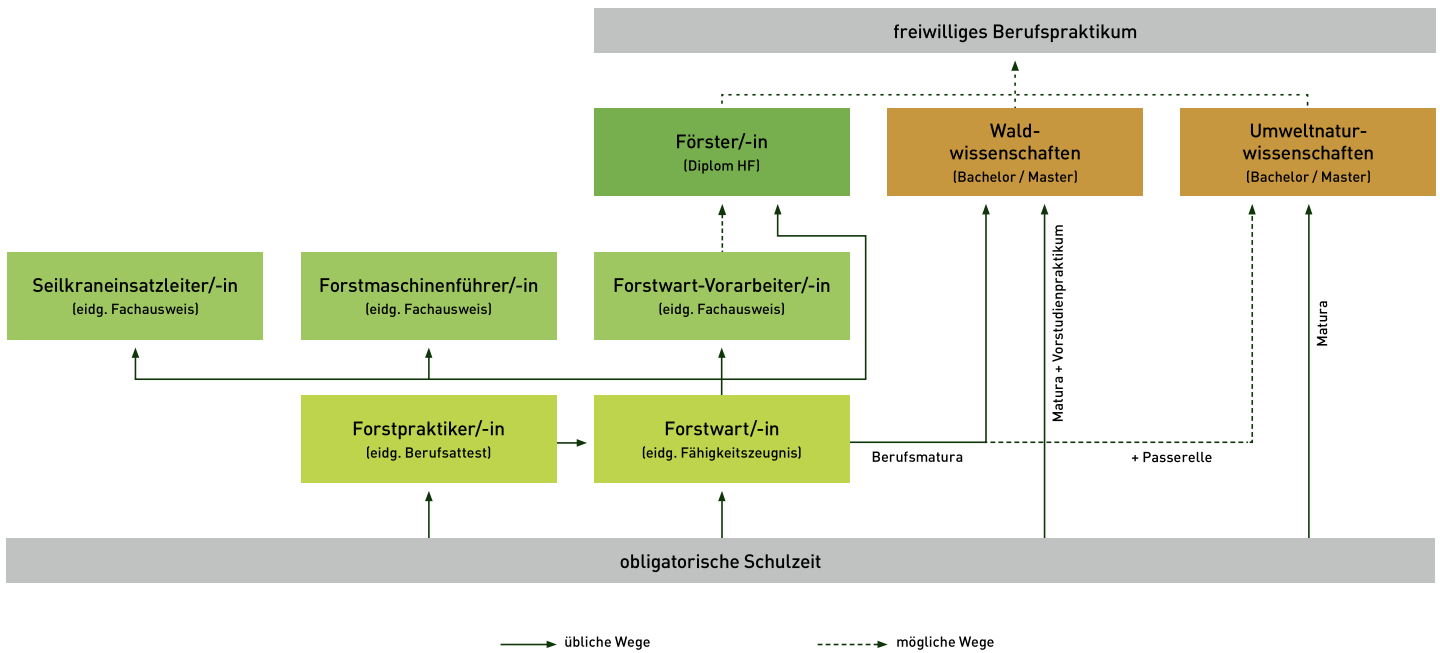 freiwilliges Berufspraktikum
Förster/-in
(Diplom HF)
Wald-
wissenschaften
(Bachelor / Master)
Umweltnatur-
wissenschaften
(Bachelor / Master)
Seilkraneinsatzleiter/-in
(eidg. Fachausweis)
Forstmaschinenführer/-in
(eidg. Fachausweis)
Forstwart-Vorarbeiter/-in
(eidg. Fachausweis)
Matura + Vorstudienpraktikum
Matura
Forstpraktiker/-in
(eidg. Berufsattest)
Forstwart/-in
(eidg. Fähigkeitszeugnis)
Berufsmatura
+ Passerelle
obligatorische Schulzeit
übliche Wege
mögliche Wege